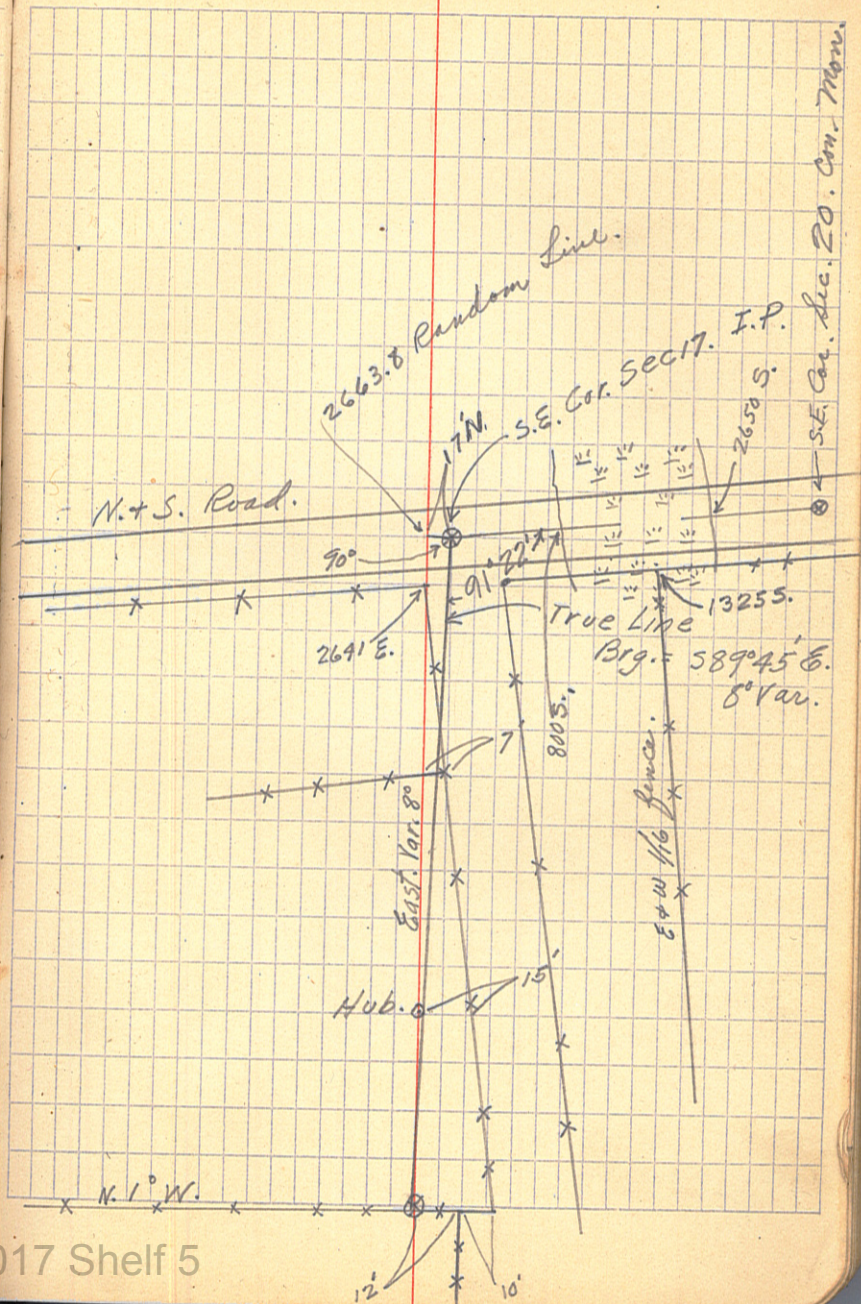 S.E. Cor. Sec. 20. Con. Mon.
2663.8 Random Line.
S.E. Cor. Sec 17. I.P.
17' N.
2650 S.
N. & S. Road.
90°
91° 22'
1325 S.
2641 E.
True Line
Brg. = S 89° 45' E.
8° Var.
800 S.
7'
East. Var. 8°
E & W 1/16 fence.
15'
Hub.
N. 1° W.
12'
10'
017 Shelf 5